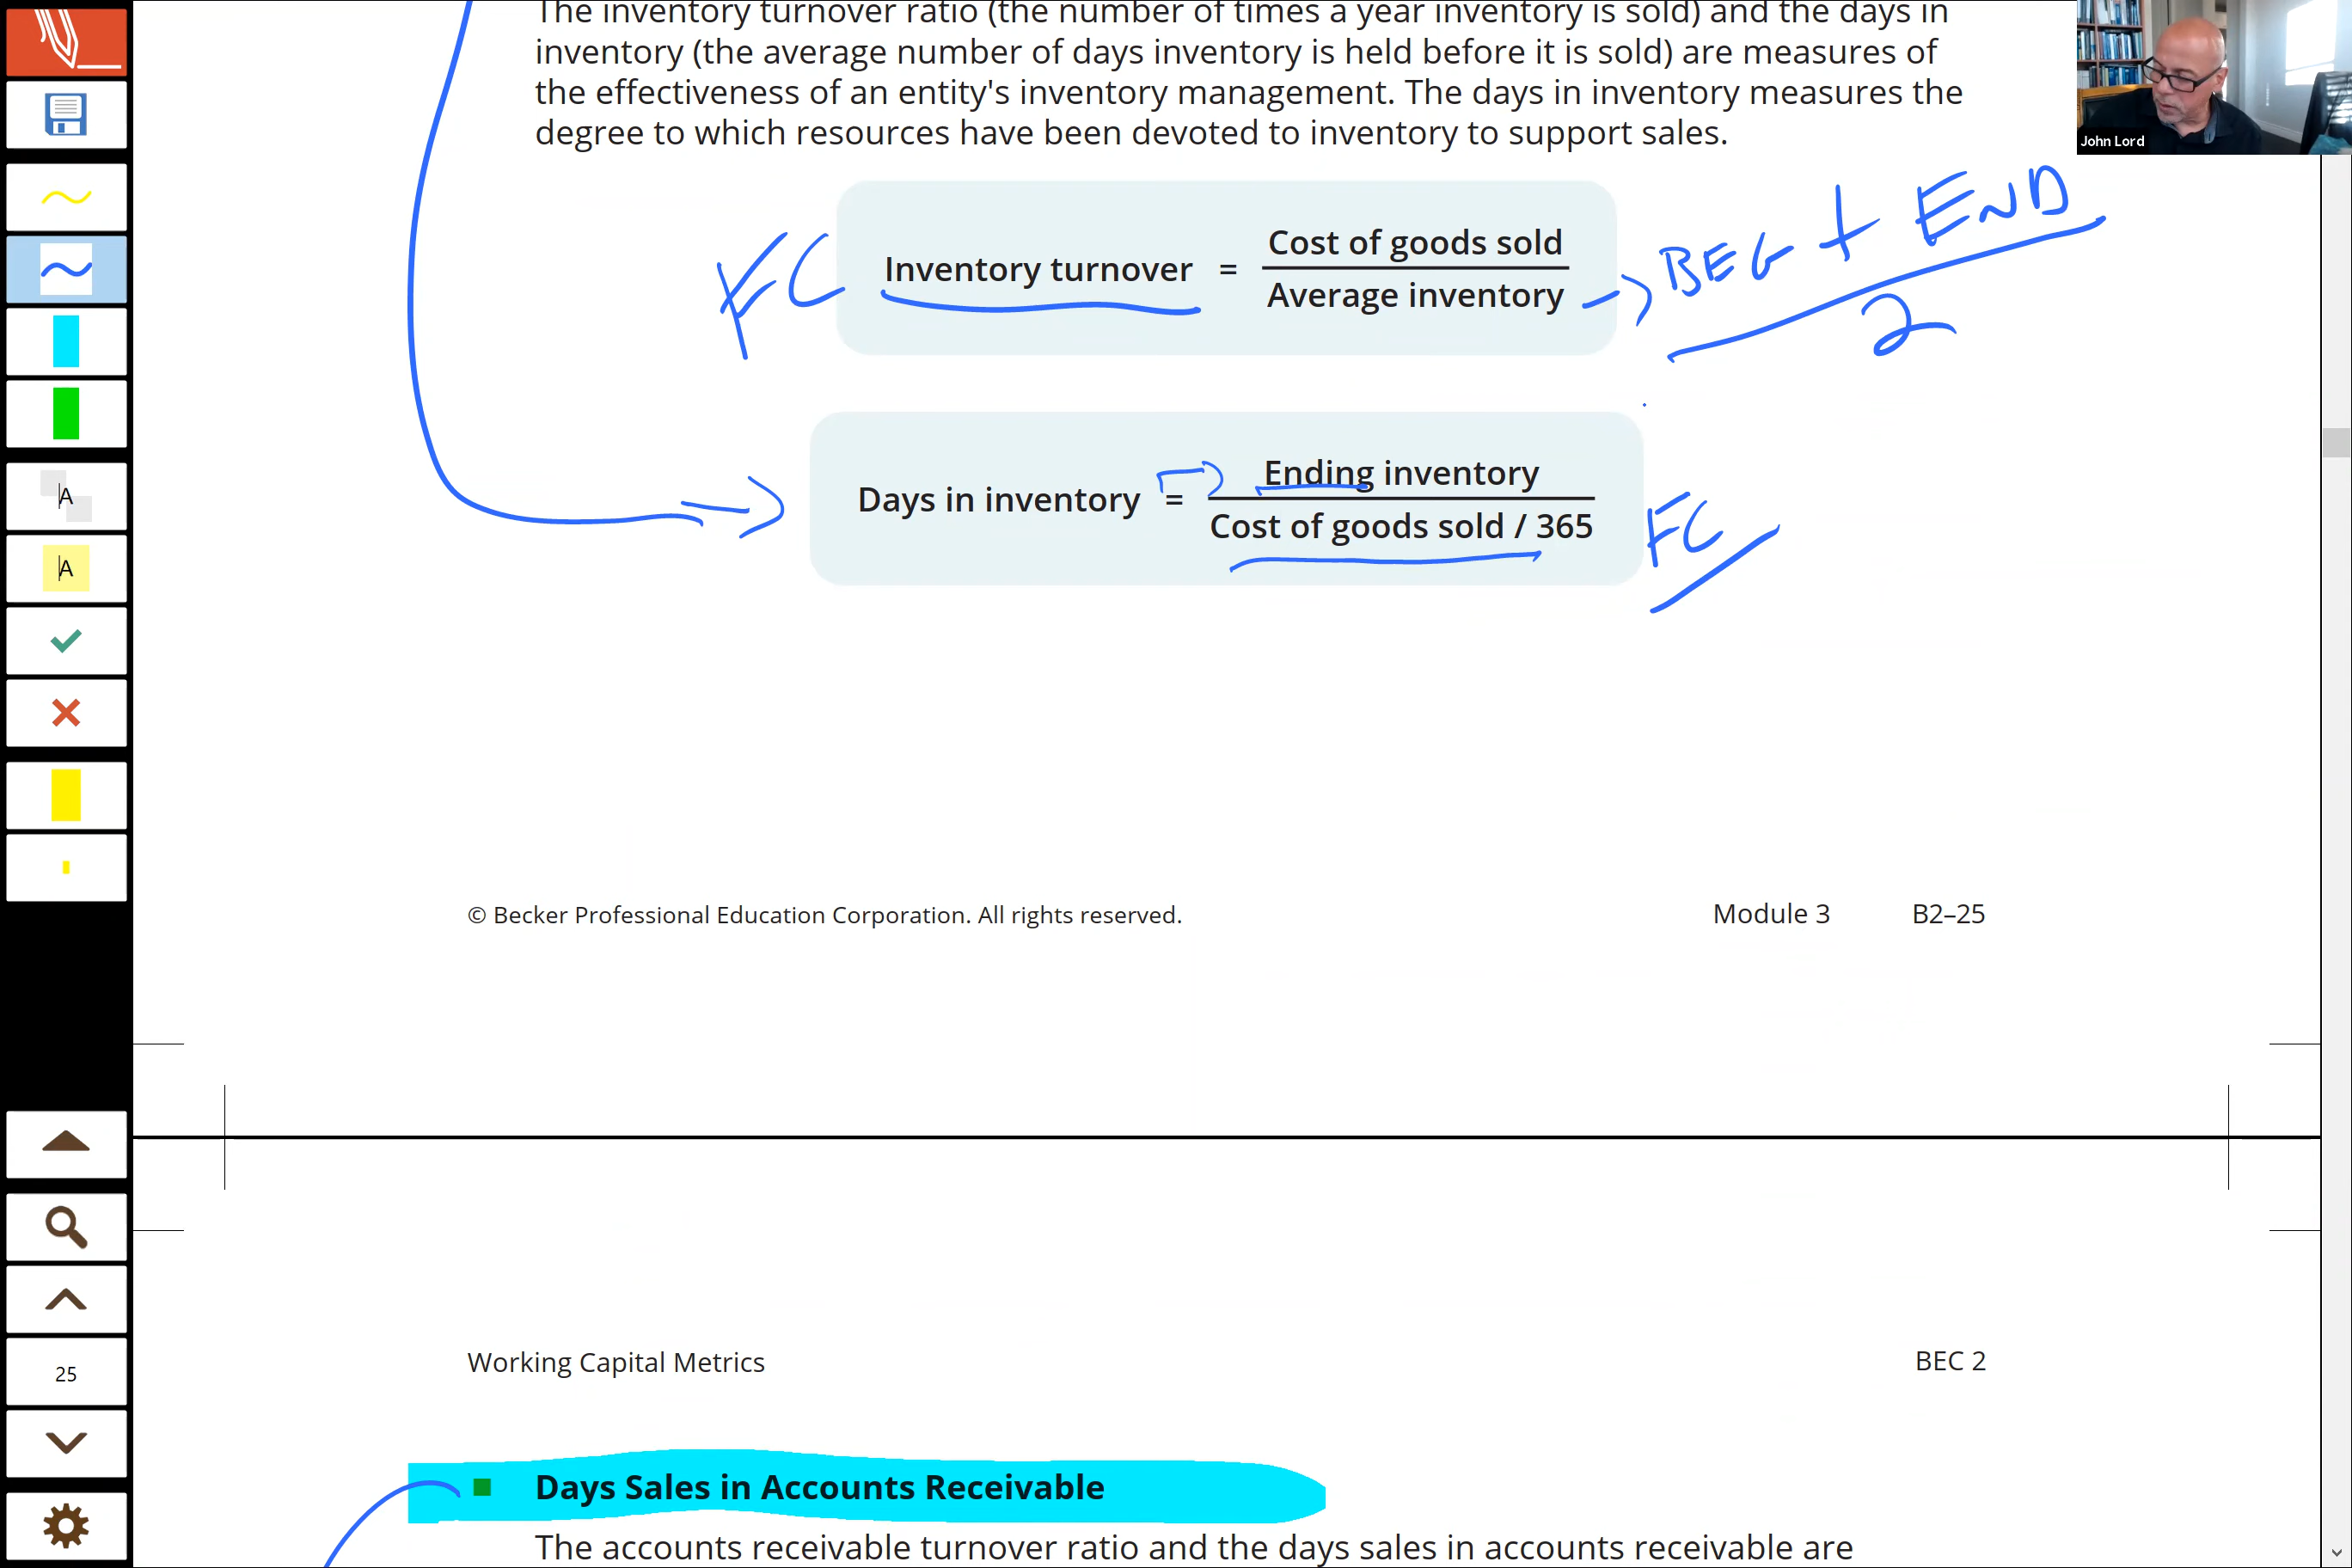 The inventory turnover ratio (the number of times a year inventory is sold) and the days in
inventory (the average number of days inventory is held before it is sold) are measures of
the effectiveness of an entity's inventory management. The days in inventory measures the
degree to which resources have been devoted to inventory to support sales.
John Lord
FC
Inventory turnover = Cost of goods sold
Average inventory
BEG + END
2
Days in inventory = Ending inventory
Cost of goods sold / 365
FC
A
A
© Becker Professional Education Corporation. All rights reserved.
Module 3 B2–25
Working Capital Metrics
BEC 2
25
Days Sales in Accounts Receivable
The accounts receivable turnover ratio and the days sales in accounts receivable are